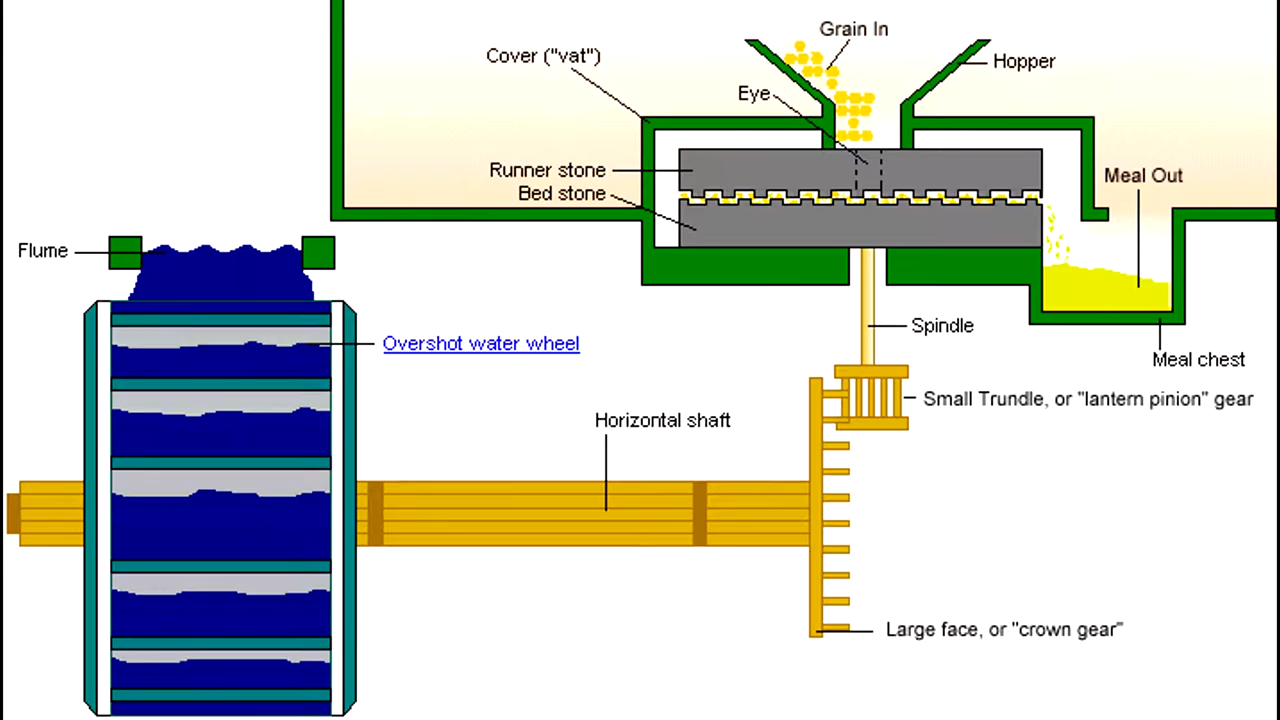 Grain In
Cover ("vat")
Hopper
Eye
Runner stone
Meal Out
Bed stone
Flume
Spindle
Overshot water wheel
Meal chest
Small Trundle, or "lantern pinion" gear
Horizontal shaft
Large face, or "crown gear"